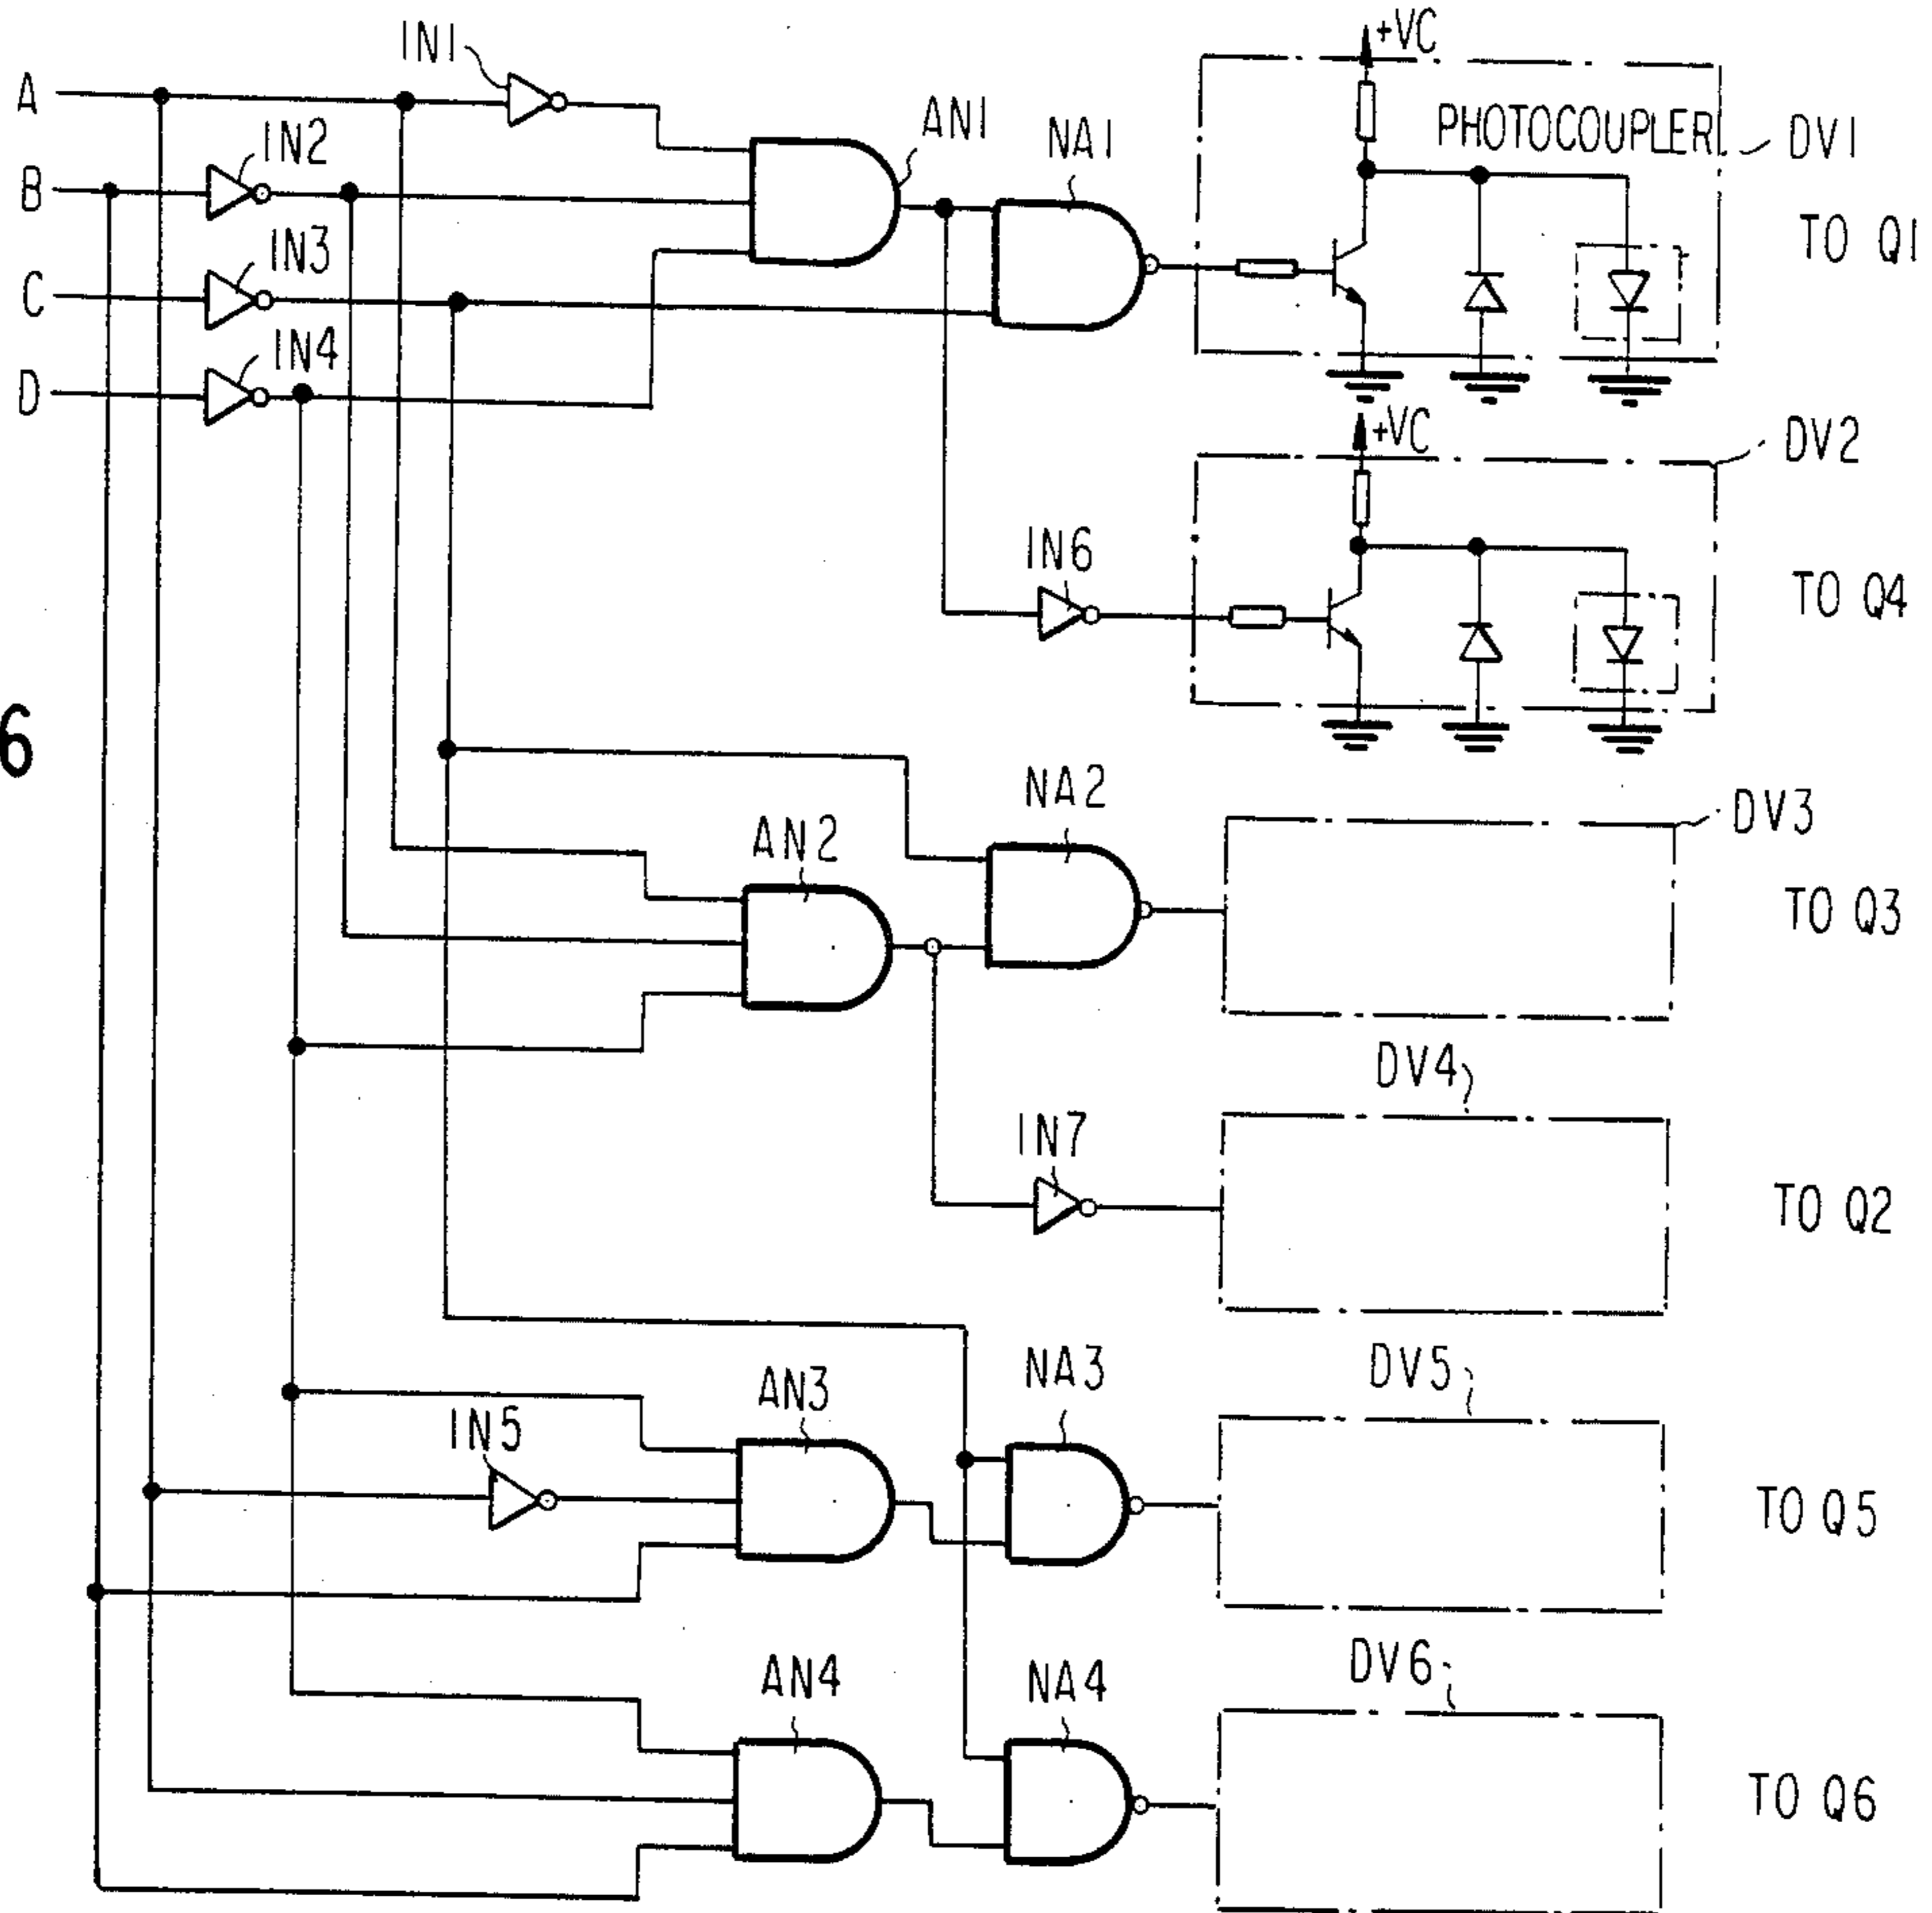 IN1
+VC
A
AN1
NA1
PHOTOCOUPLER
DV1
IN2
B
IN3
TO Q1
C
IN4
D
+VC
DV2
IN6
TO Q4
6
NA2
DV3
AN2
TO Q3
DV4
IN7
TO Q2
AN3
NA3
DV5
IN5
TO Q5
AN4
NA4
DV6
TO Q6